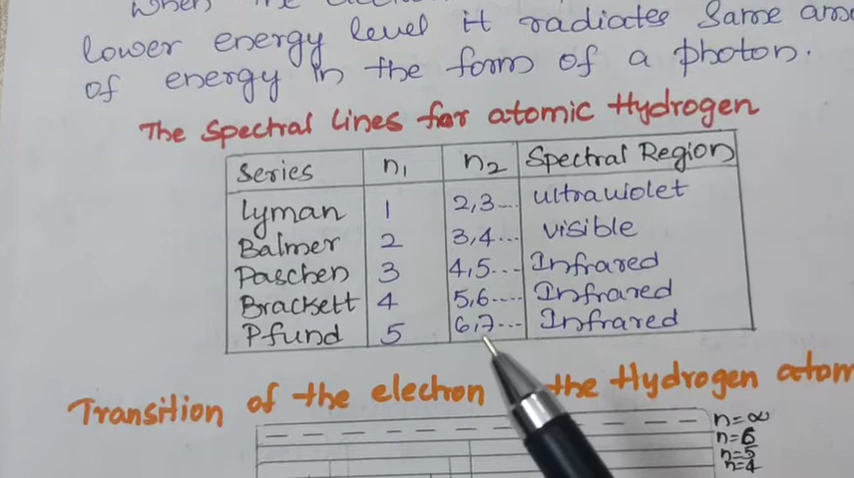 When the
lower energy level it radiates Same amo
of energy in the form of a photon.
The Spectral lines for atomic Hydrogen
Series n1 n2 Spectral Region
Lyman 1 2,3... ultraviolet
Balmer 2 3,4... visible
Paschen 3 4,5... Infrared
Brackett 4 5,6.... Infrared
Pfund 5 6,7... Infrared
Transition of the electron the Hydrogen atom
n=∞
n=6
n=5
n=4